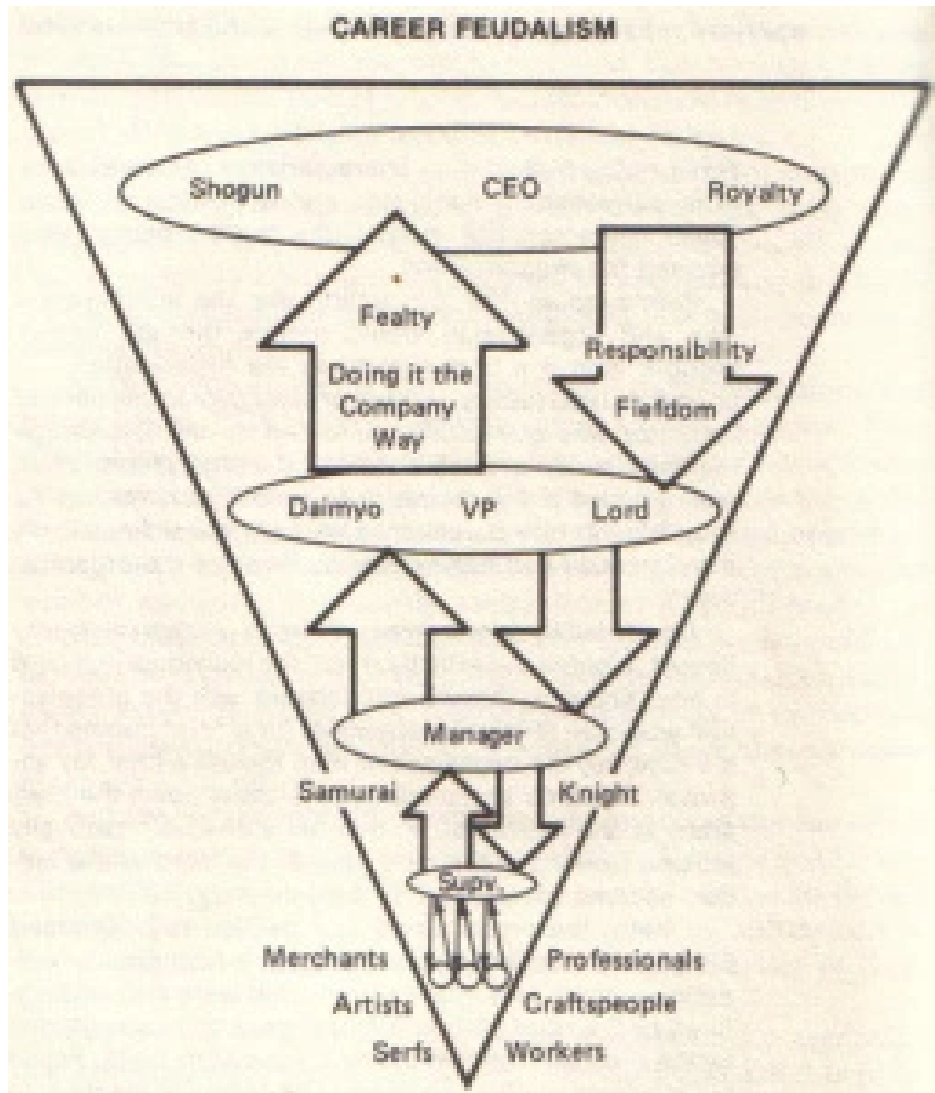 CAREER FEUDALISM
Shogun CEO Royalty
Fealty
Responsibility
Doing it the
Company
Way
Fiefdom
Daimyo VP Lord
Manager
Samurai Knight
Supv.
Merchants Professionals
Artists Craftspeople
Serfs Workers